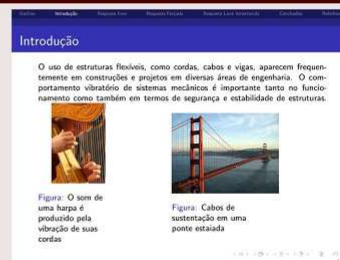 Introdução
Introdução
O uso de estruturas flexíveis, como cordas, cabos e vigas, aparecem frequen-
temente em construções e projetos em diversas áreas de engenharia. O com-
portamento vibratório de sistemas mecânicos é importante tanto no funcio-
namento como também em termos de segurança e estabilidade de estruturas.
Figura: O som de
uma harpa é
produzido pela
vibração de suas
cordas
Figura: Cabos de
sustentação em uma
ponte estaiada